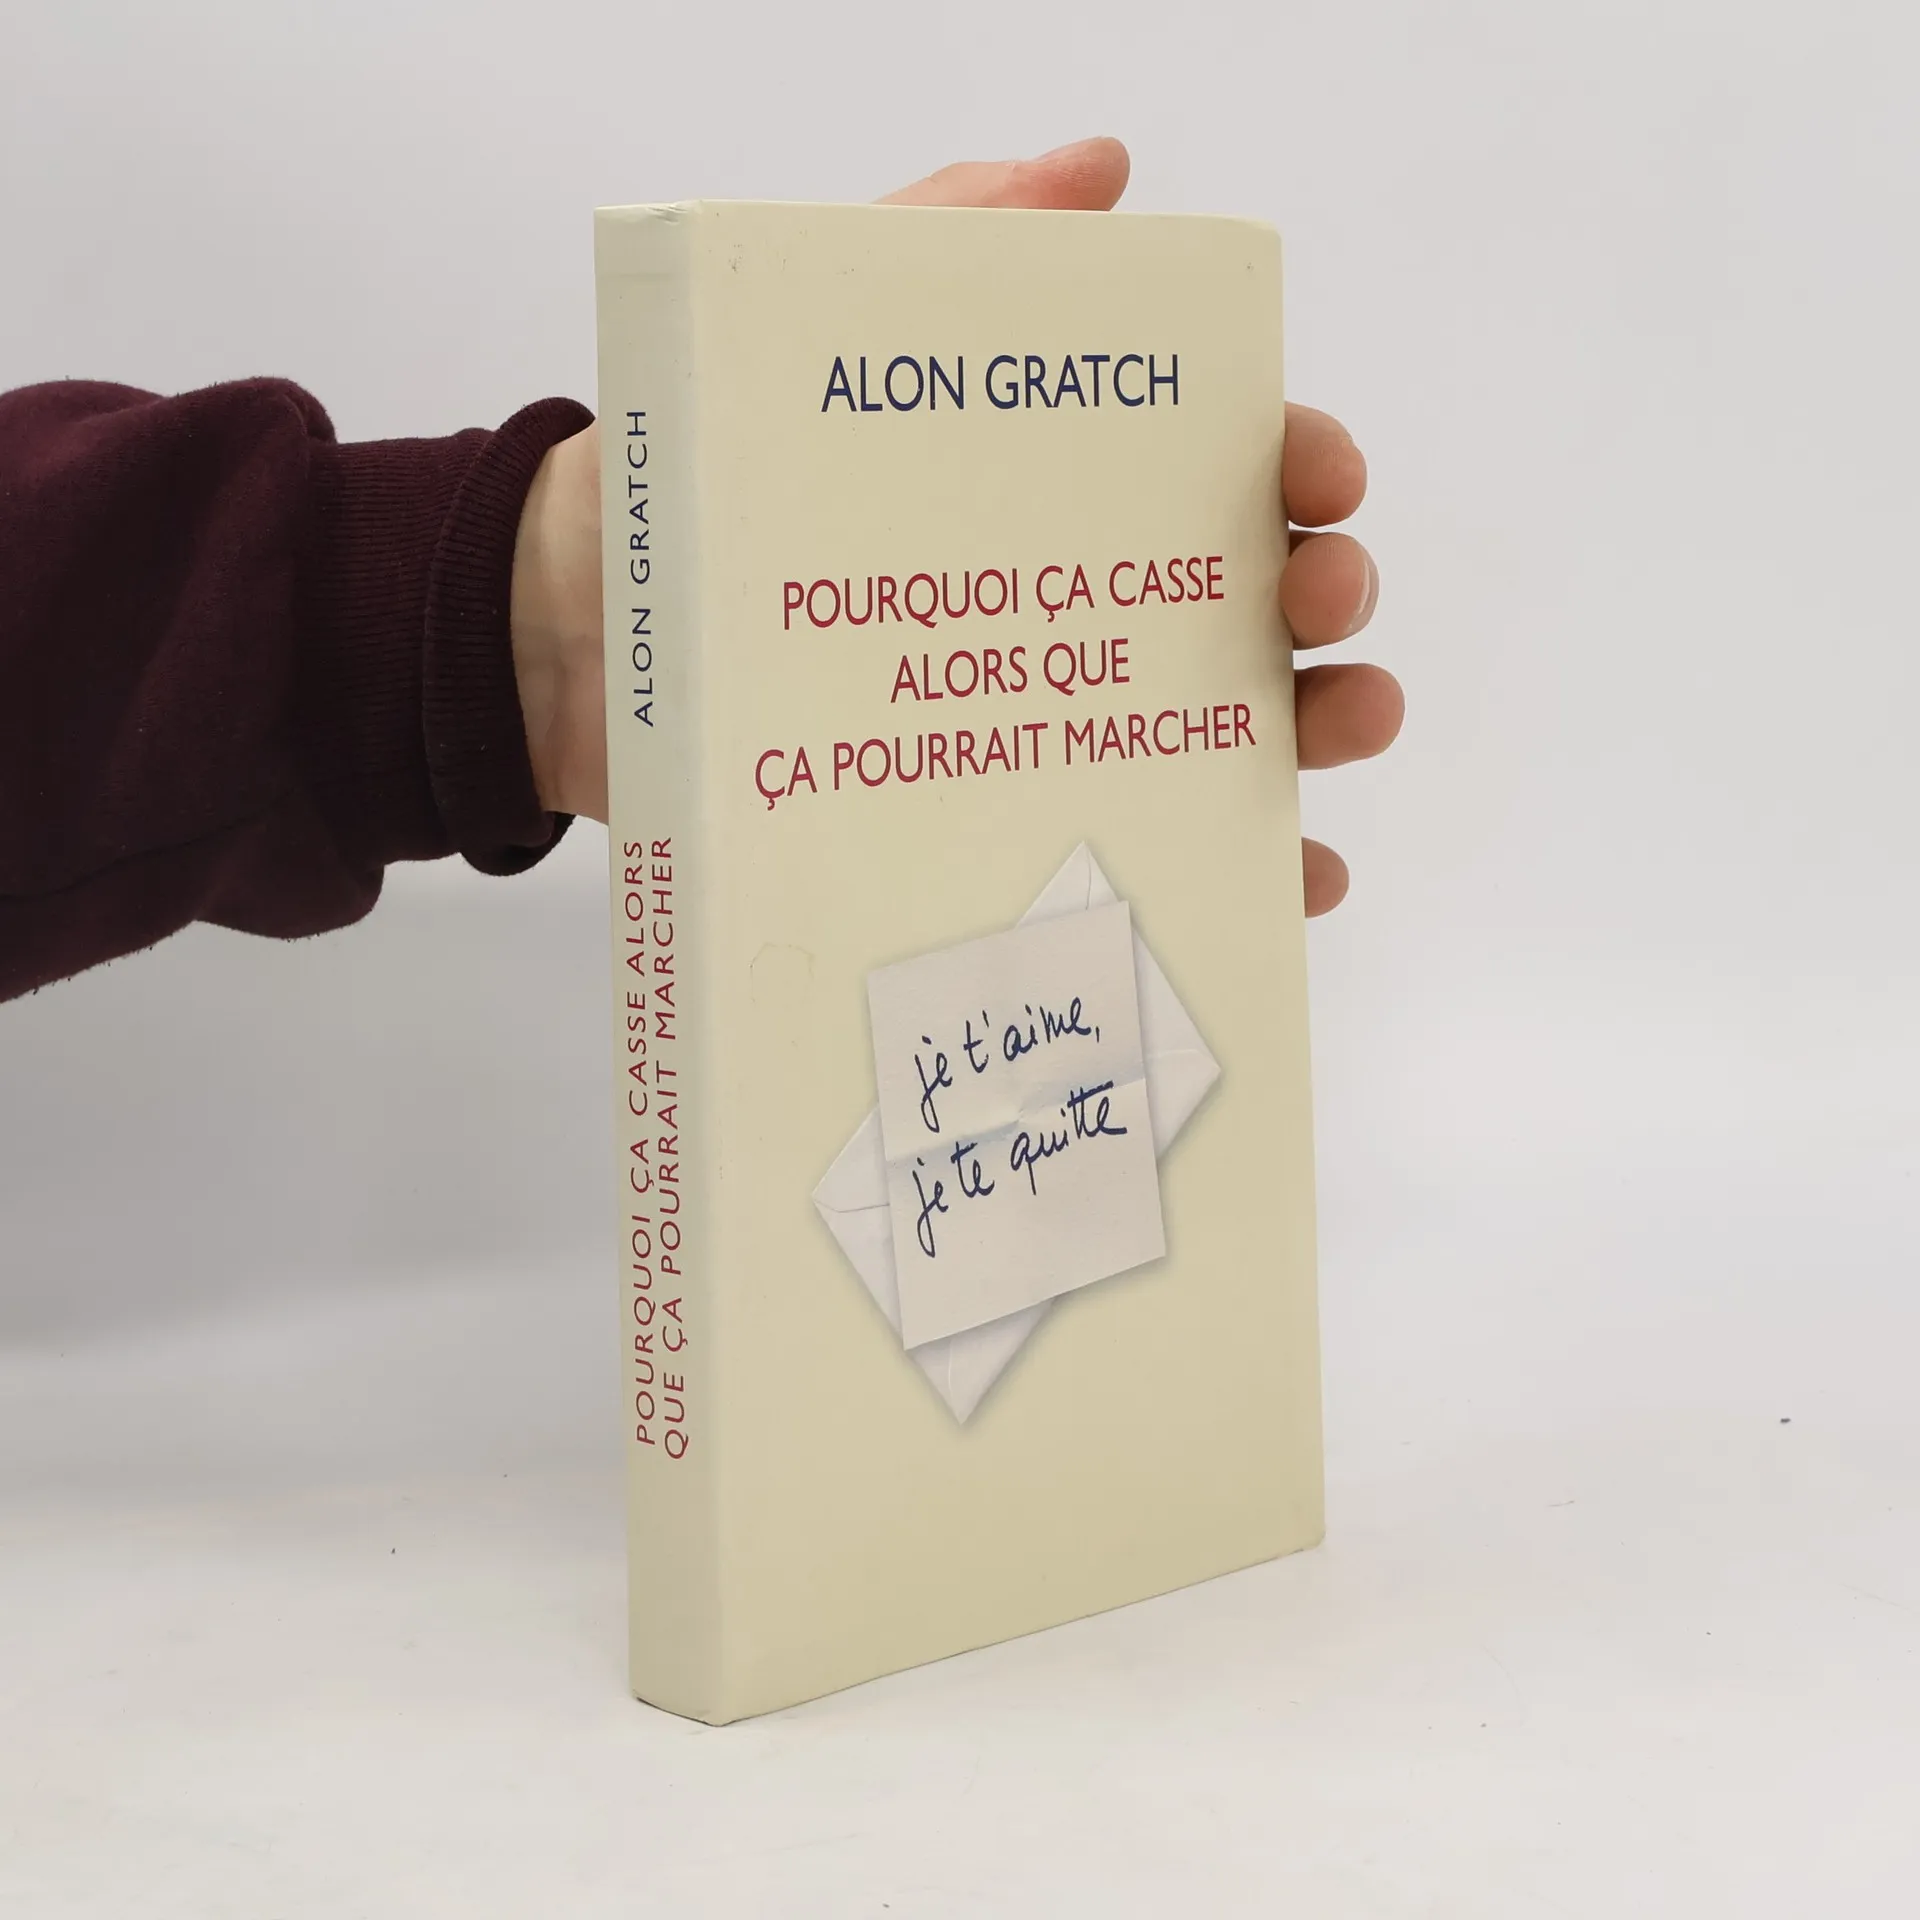 ALON GRATCH
POURQUOI ÇA CASSE
ALORS QUE
ÇA POURRAIT MARCHER
je t'aime,
je te quitte
ALON GRATCH
POURQUOI ÇA CASSE ALORS
QUE ÇA POURRAIT MARCHER